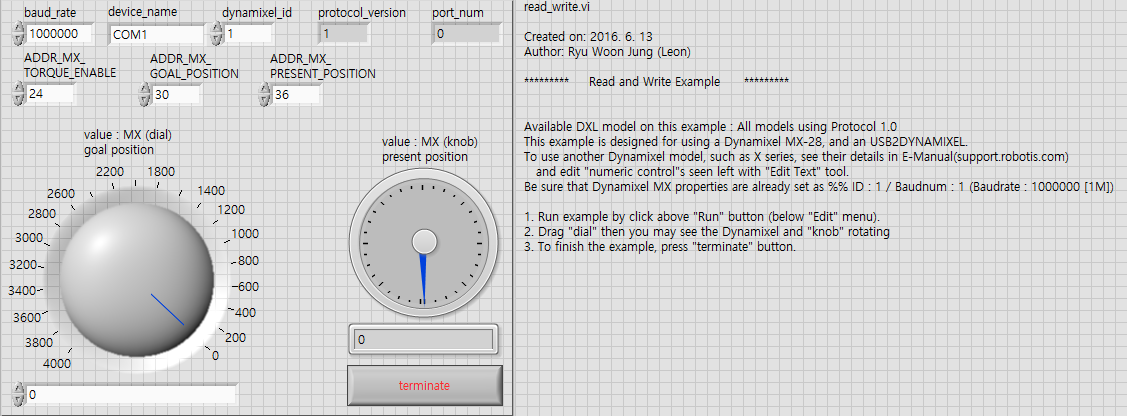 baud_rate device_name dynamixel_id protocol_version port_num
1000000 COM1 1 1 0
ADDR_MX_
TORQUE_ENABLE
ADDR_MX_
GOAL_POSITION
ADDR_MX_
PRESENT_POSITION
24 30 36
value : MX (dial)
goal position
2200 1800
2600 1400
2800 1200
3000 1000
3200 800
3400 600
3600 400
3800 200
4000 0
0
value : MX (knob)
present position
0
terminate
read_write.vi
Created on: 2016. 6. 13
Author: Ryu Woon Jung (Leon)
********* Read and Write Example *********
Available DXL model on this example : All models using Protocol 1.0
This example is designed for using a Dynamixel MX-28, and an USB2DYNAMIXEL.
To use another Dynamixel model, such as X series, see their details in E-Manual(support.robotis.com)
and edit "numeric control"s seen left with "Edit Text" tool.
Be sure that Dynamixel MX properties are already set as %% ID : 1 / Baudnum : 1 (Baudrate : 1000000 [1M])
1. Run example by click above "Run" button (below "Edit" menu).
2. Drag "dial" then you may see the Dynamixel and "knob" rotating
3. To finish the example, press "terminate" button.